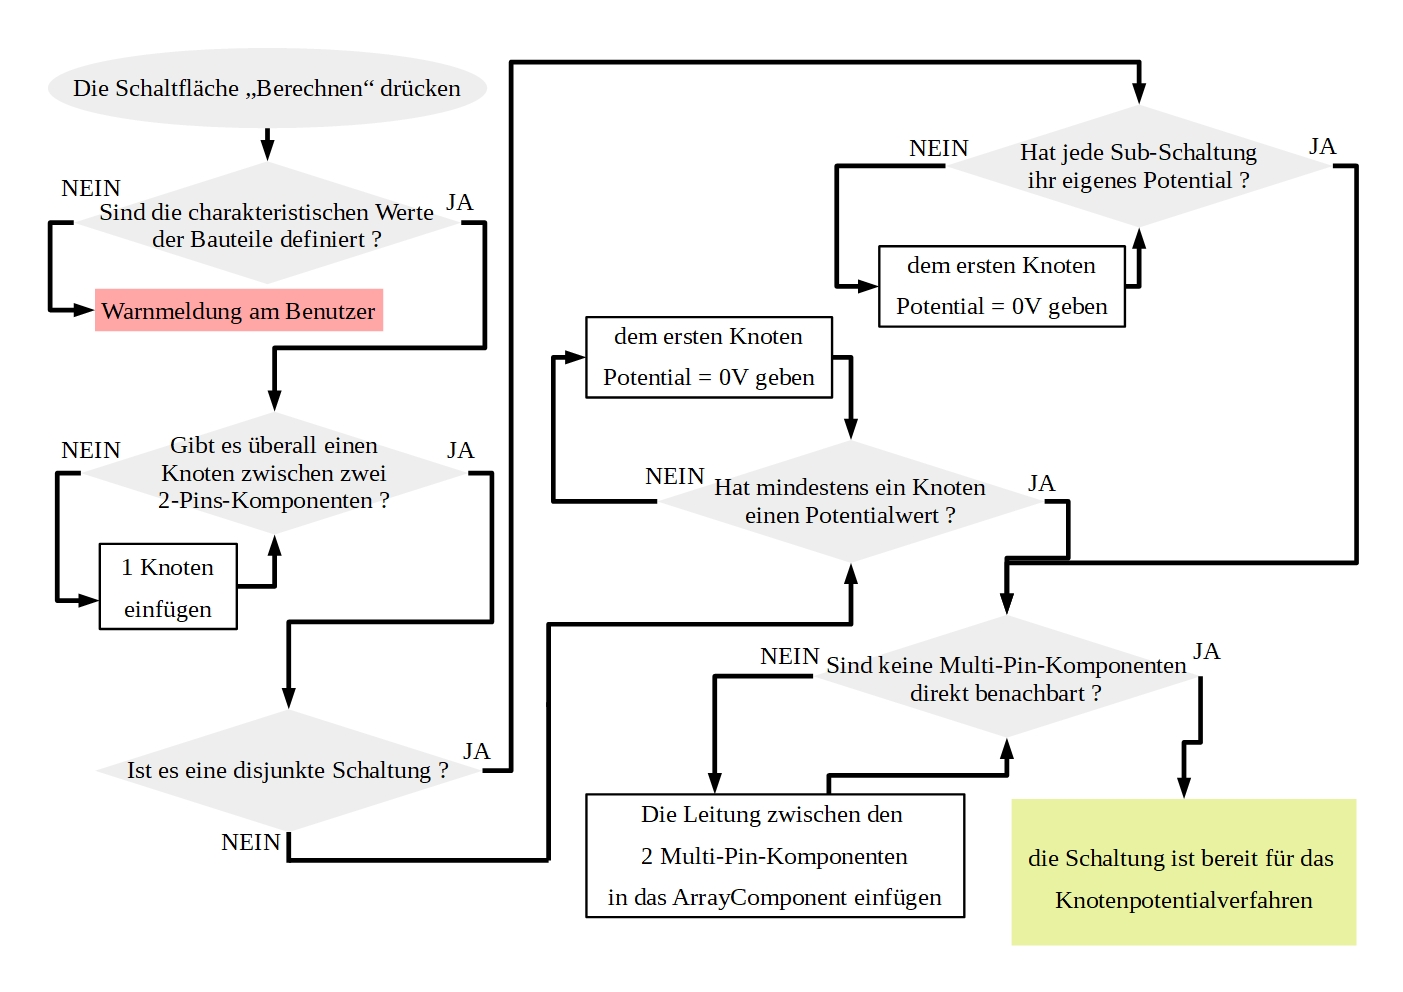 Die Schaltfläche „Berechnen“ drücken
NEIN
JA
Sind die charakteristischen Werte
der Bauteile definiert ?
Warnmeldung am Benutzer
NEIN
JA
Gibt es überall einen
Knoten zwischen zwei
2-Pins-Komponenten ?
1 Knoten
einfügen
Ist es eine disjunkte Schaltung ?
JA
NEIN
NEIN
JA
Hat jede Sub-Schaltung
ihr eigenes Potential ?
dem ersten Knoten
Potential = 0V geben
dem ersten Knoten
Potential = 0V geben
NEIN
JA
Hat mindestens ein Knoten
einen Potentialwert ?
NEIN
JA
Sind keine Multi-Pin-Komponenten
direkt benachbart ?
Die Leitung zwischen den
2 Multi-Pin-Komponenten
in das ArrayComponent einfügen
die Schaltung ist bereit für das
Knotenpotentialverfahren